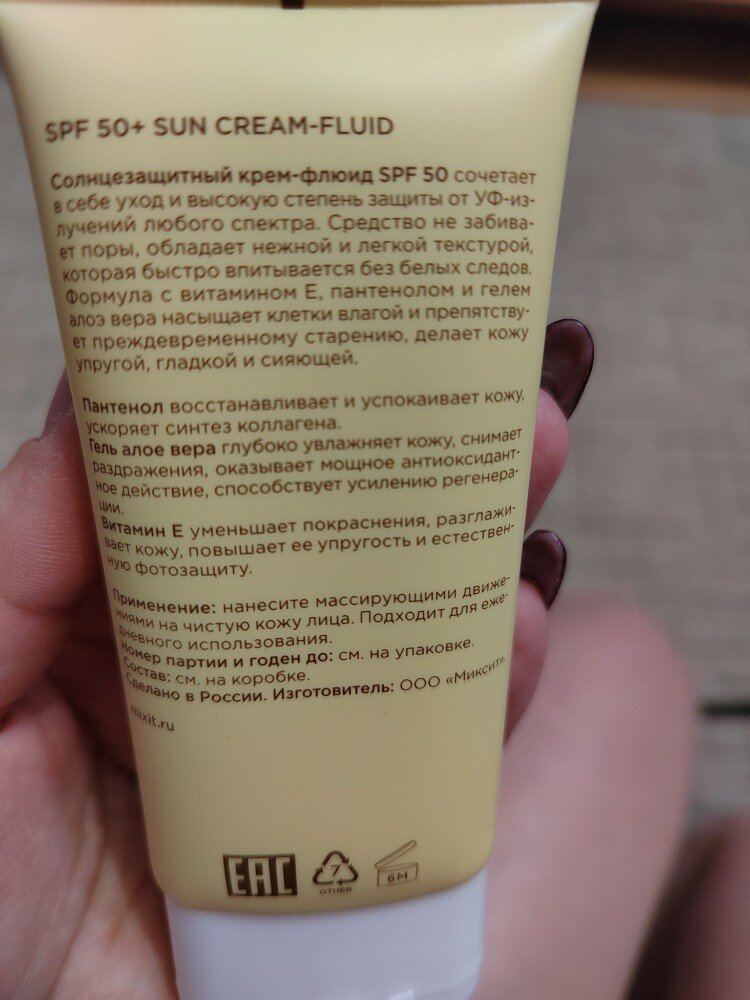 SPF 50+ SUN CREAM-FLUID
Солнцезащитный крем-флюид SPF 50 сочетает
в себе уход и высокую степень защиты от УФ-из-
лучений любого спектра. Средство не забива-
ет поры, обладает нежной и легкой текстурой,
которая быстро впитывается без белых следов.
Формула с витамином Е, пантенолом и гелем
алоэ вера насыщает клетки влагой и препятству-
ет преждевременному старению, делает кожу
упругой, гладкой и сияющей.
Пантенол восстанавливает и успокаивает кожу,
ускоряет синтез коллагена.
Гель алое вера глубоко увлажняет кожу, снимает
раздражения, оказывает мощное антиоксидант-
ное действие, способствует усилению регенера-
ции.
Витамин Е уменьшает покраснения, разглажи-
вает кожу, повышает ее упругость и естествен-
ную фотозащиту.
Применение: нанесите массирующими движе-
ниями на чистую кожу лица. Подходит для еже-
дневного использования.
Номер партии и годен до: см. на упаковке.
Состав: см. на коробке.
Сделано в России. Изготовитель: ООО «Миксит».
mixit.ru
EAC
7
OTHER
6M